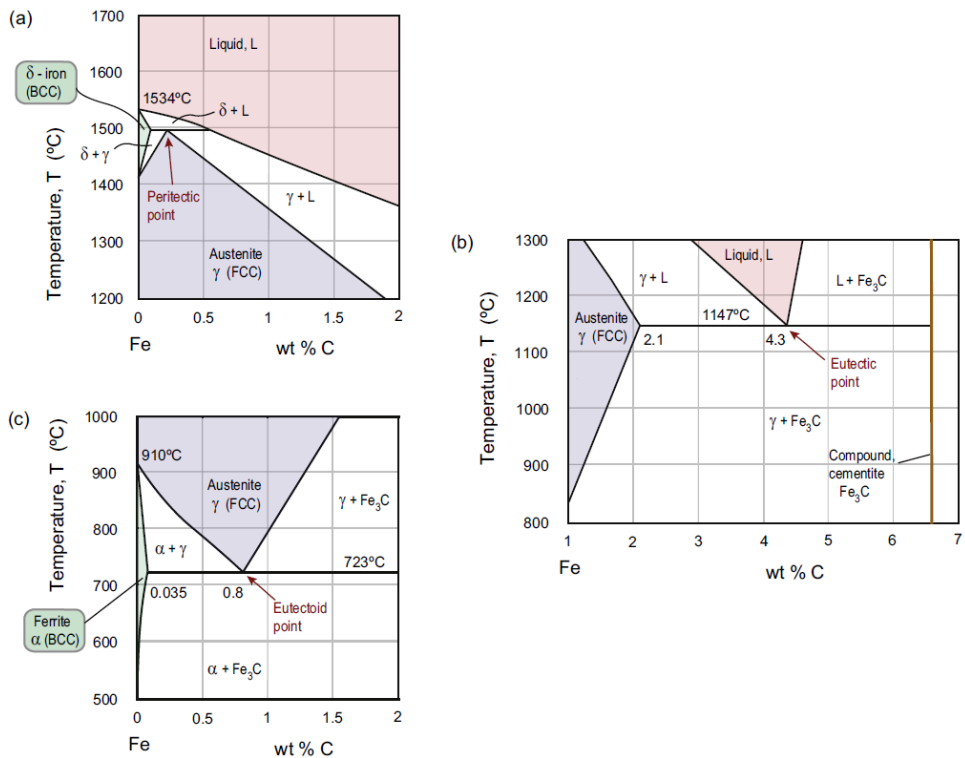 (a)
Temperature, T (ºC)
1700
1600
1500
1400
1300
1200
Liquid, L
δ - iron
(BCC)
1534ºC
δ + L
δ + γ
Peritectic
point
γ + L
Austenite
γ (FCC)
0
0.5
1
1.5
2
Fe
wt % C
(b)
Temperature, T (ºC)
1300
1200
1100
1000
900
800
γ + L
Liquid, L
L + Fe3C
Austenite
γ (FCC)
1147ºC
2.1
4.3
Eutectic
point
γ + Fe3C
Compound,
cementite
Fe3C
1
2
3
4
5
6
7
Fe
wt % C
(c)
Temperature, T (ºC)
1000
900
800
700
600
500
910ºC
Austenite
γ (FCC)
γ + Fe3C
α + γ
723ºC
0.035
0.8
Eutectoid
point
Ferrite
α (BCC)
α + Fe3C
0
0.5
1
1.5
2
Fe
wt % C